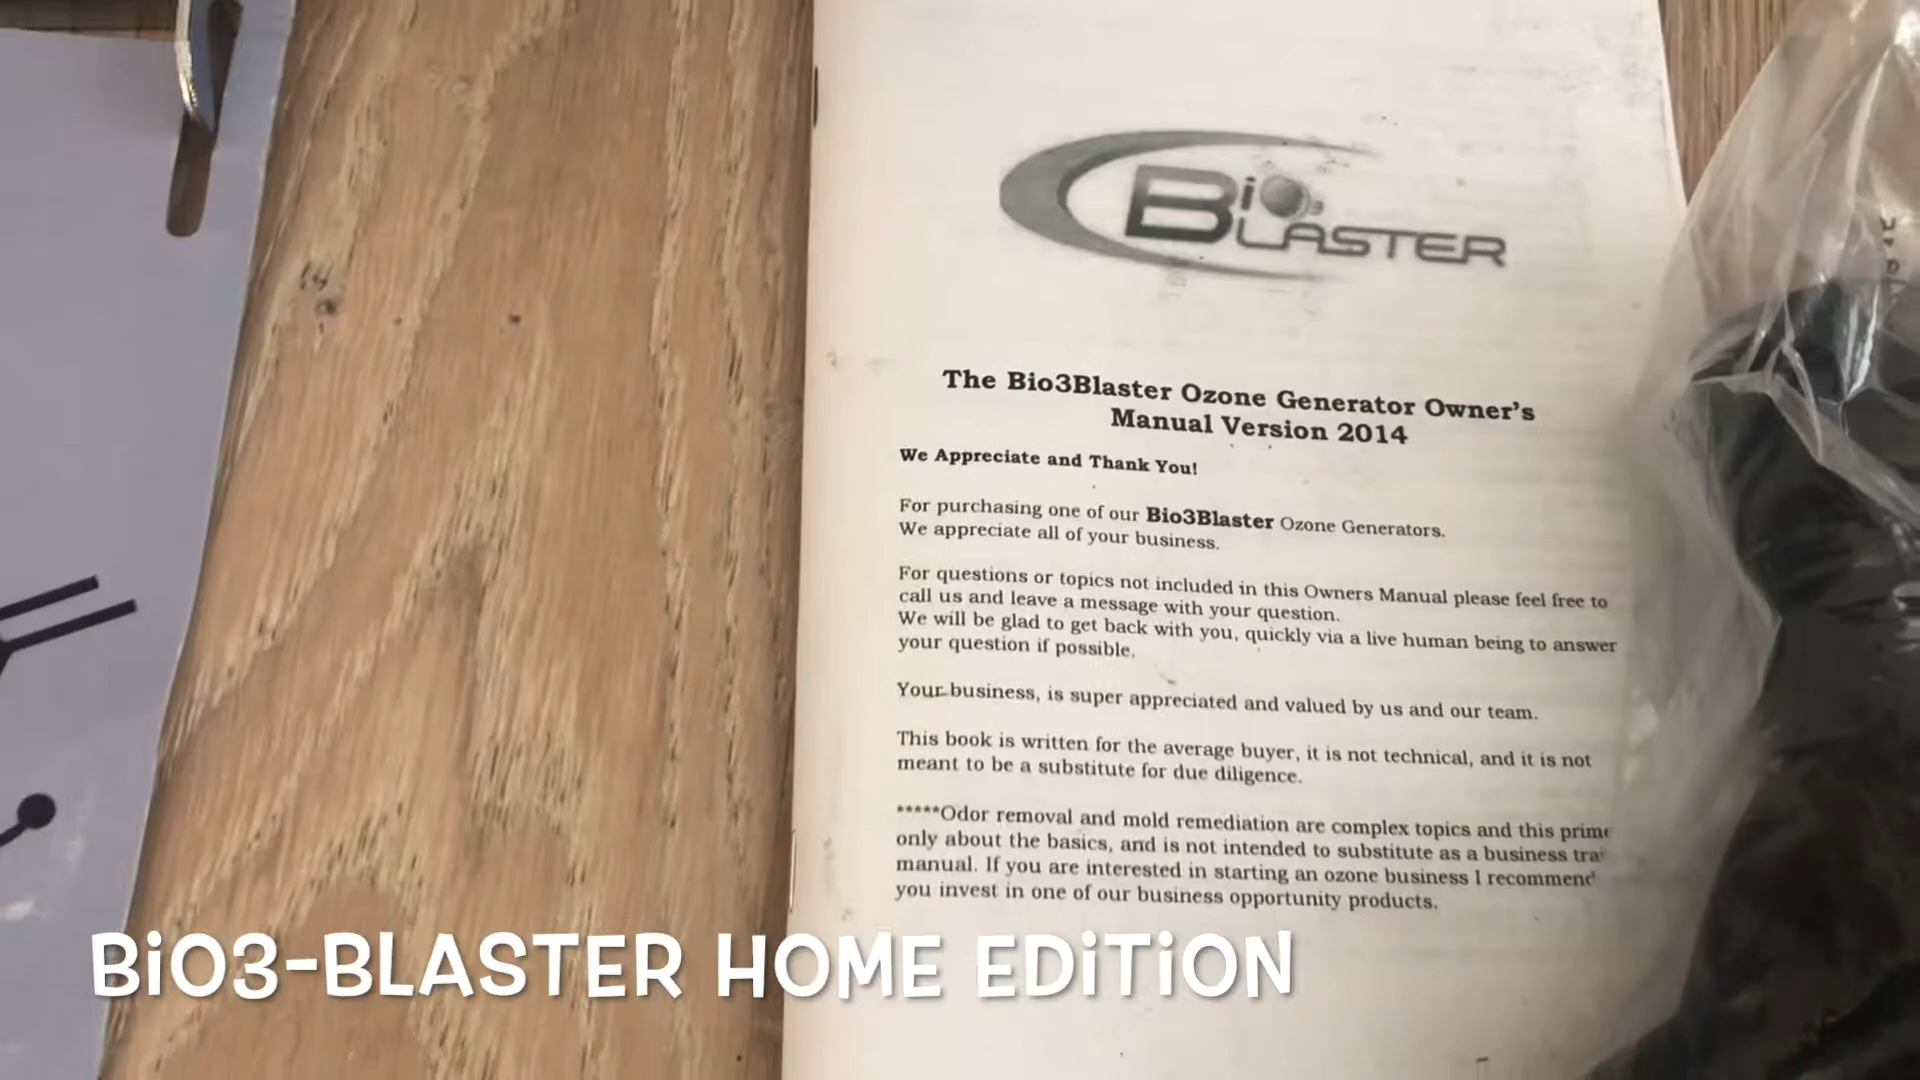 BiO3
BLASTER
The Bio3Blaster Ozone Generator Owner's
Manual Version 2014
We Appreciate and Thank You!
For purchasing one of our Bio3Blaster Ozone Generators.
We appreciate all of your business.
For questions or topics not included in this Owners Manual please feel free to
call us and leave a message with your question.
We will be glad to get back with you, quickly via a live human being to answer
your question if possible.
Your business, is super appreciated and valued by us and our team.
This book is written for the average buyer, it is not technical, and it is not
meant to be a substitute for due diligence.
*****Odor removal and mold remediation are complex topics and this prime
only about the basics, and is not intended to substitute as a business tra
manual. If you are interested in starting an ozone business I recommend
you invest in one of our business opportunity products.
BiO3-BLASTER HOME EDiTiON